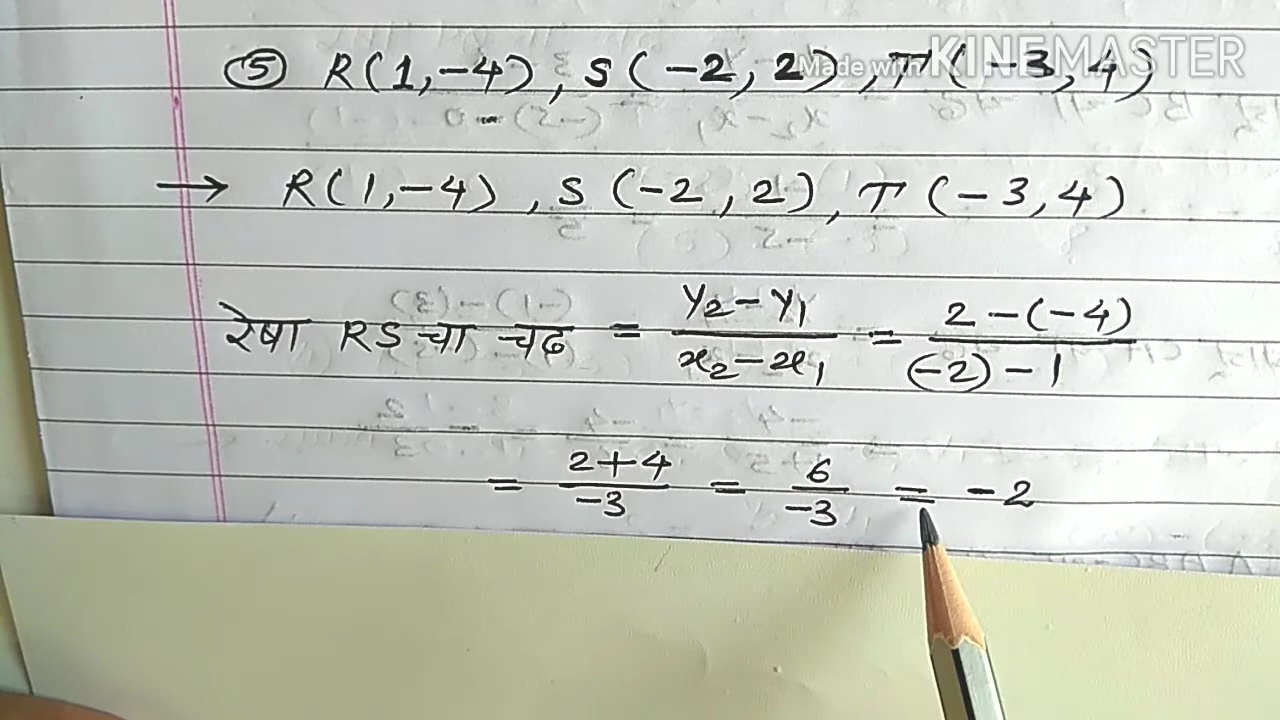 ⑤ R(1,-4), S(-2, 2), T(-3, 4)
Made with KINEMASTER
→ R(1,-4), S(-2, 2), T(-3, 4)
रेषा RS चा चढ = y₂-y₁/x₂-x₁ = 2-(-4)/(-2)-1
= 2+4/-3 = 6/-3 = -2